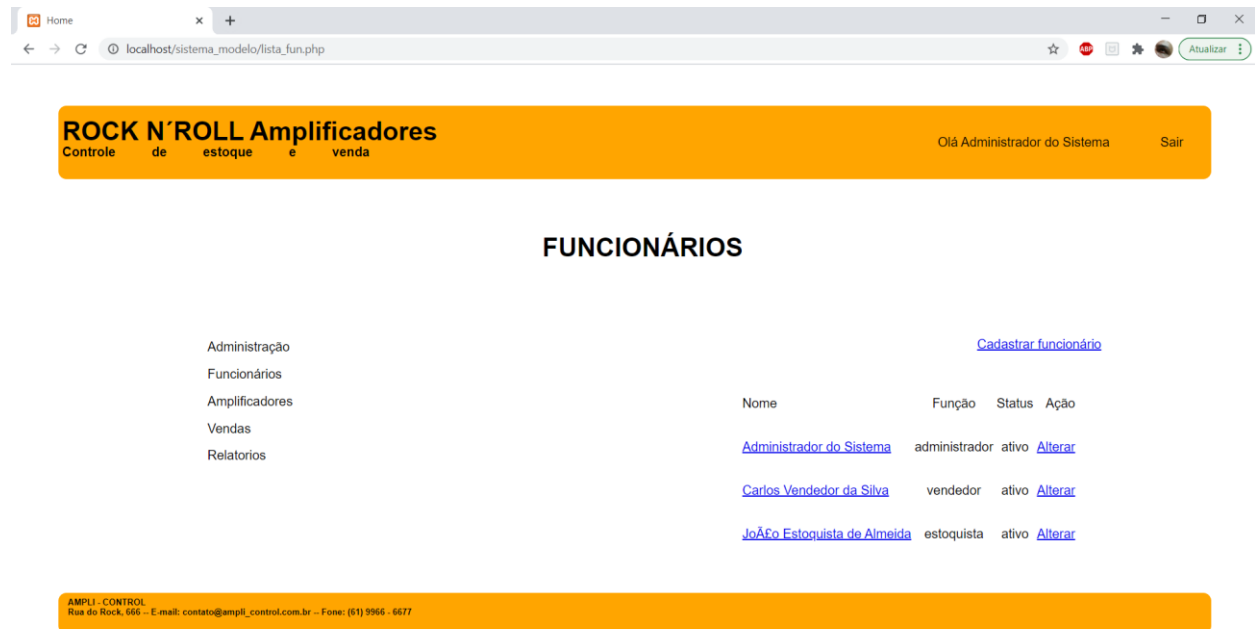 Home
localhost/sistema_modelo/lista_fun.php
ABP
Atualizar
ROCK N´ROLL Amplificadores
Controle de estoque e venda
Olá Administrador do Sistema Sair
FUNCIONÁRIOS
Administração
Funcionários
Amplificadores
Vendas
Relatorios
Cadastrar funcionário
Nome Função Status Ação
Administrador do Sistema administrador ativo Alterar
Carlos Vendedor da Silva vendedor ativo Alterar
JoÃ£o Estoquista de Almeida estoquista ativo Alterar
AMPLI - CONTROL
Rua do Rock, 666 -- E-mail: contato@ampli_control.com.br -- Fone: (61) 9966 - 6677